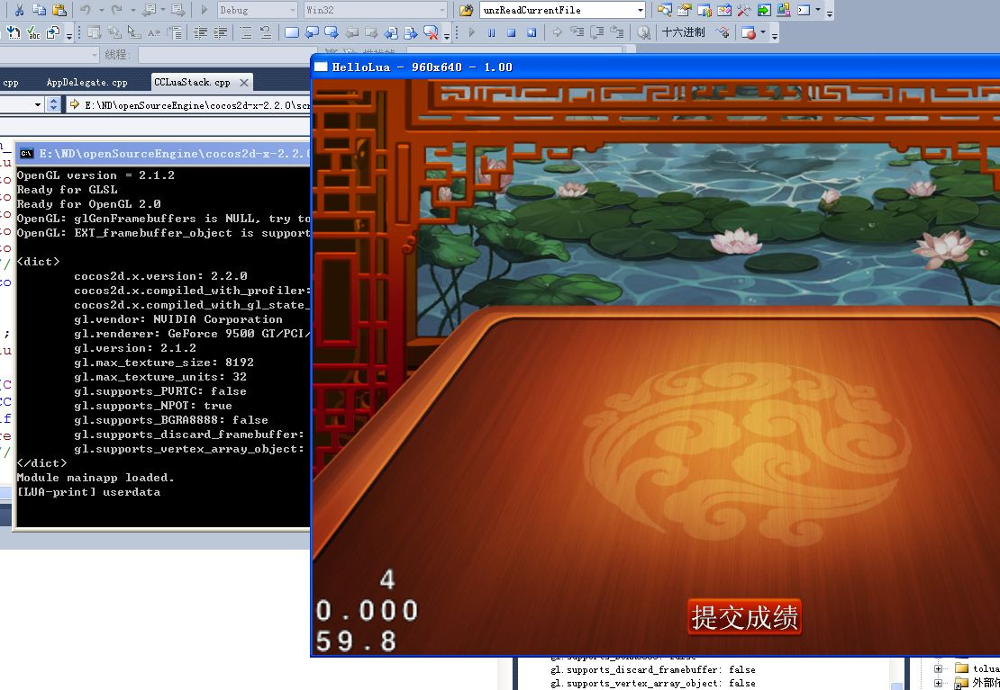 Debug
Win32
unzReadCurrentFile
十六进制
线程:
cpp
AppDelegate.cpp
CCLuaStack.cpp
E:\ND\openSourceEngine\cocos2d-x-2.2.0\scr
HelloLua - 960x640 - 1.00
E:\ND\openSourceEngine\cocos2d-x-2.2.0
OpenGL version = 2.1.2
Ready for GLSL
Ready for OpenGL 2.0
OpenGL: glGenFramebuffers is NULL, try to
OpenGL: EXT_framebuffer_object is support
<dict>
cocos2d.x.version: 2.2.0
cocos2d.x.compiled_with_profiler:
cocos2d.x.compiled_with_gl_state_
gl.vendor: NVIDIA Corporation
gl.renderer: GeForce 9500 GT/PCI/
gl.version: 2.1.2
gl.max_texture_size: 8192
gl.max_texture_units: 32
gl.supports_PVRTC: false
gl.supports_NPOT: true
gl.supports_BGRA8888: false
gl.supports_discard_framebuffer:
gl.supports_vertex_array_object:
</dict>
Module mainapp loaded.
[LUA-print] userdata
4
0.000
59.8
提交成绩
gl.supports_discard_framebuffer: false
gl.supports_vertex_array_object: false
tolua
外部依